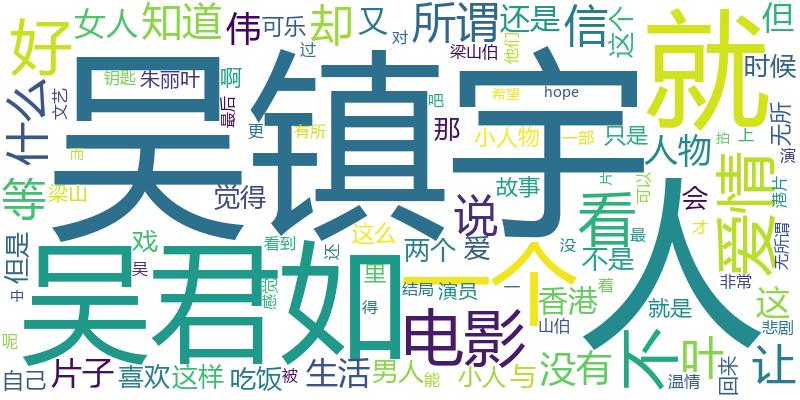 女人 知道 伟 可乐 却 又 所谓 还是 信 这个 就 但
好 钥匙 朱丽叶 啊 过 对 梁山伯 他们 时候
什么 文艺 最后 吴镇宇 吧 希望 hope 无所
更 有所 那 小人物 一部 只是 人物 拍 上 演
而 等 梁山 觉得 说 故事 看 片 可以 会 爱情 港片
但是 戏 看到 还 这么 两个 爱 没 不是 最 才 无所谓
中 吴 吴君如 里 一个 人 非常 这
感觉 得 结局 演员 一 香港 着 就是 悲剧
呢 电影 山伯 不 与
自己 片子 喜欢 这样 吃饭 被 生活 男人 能 小人 与 没有 温情 回来 让